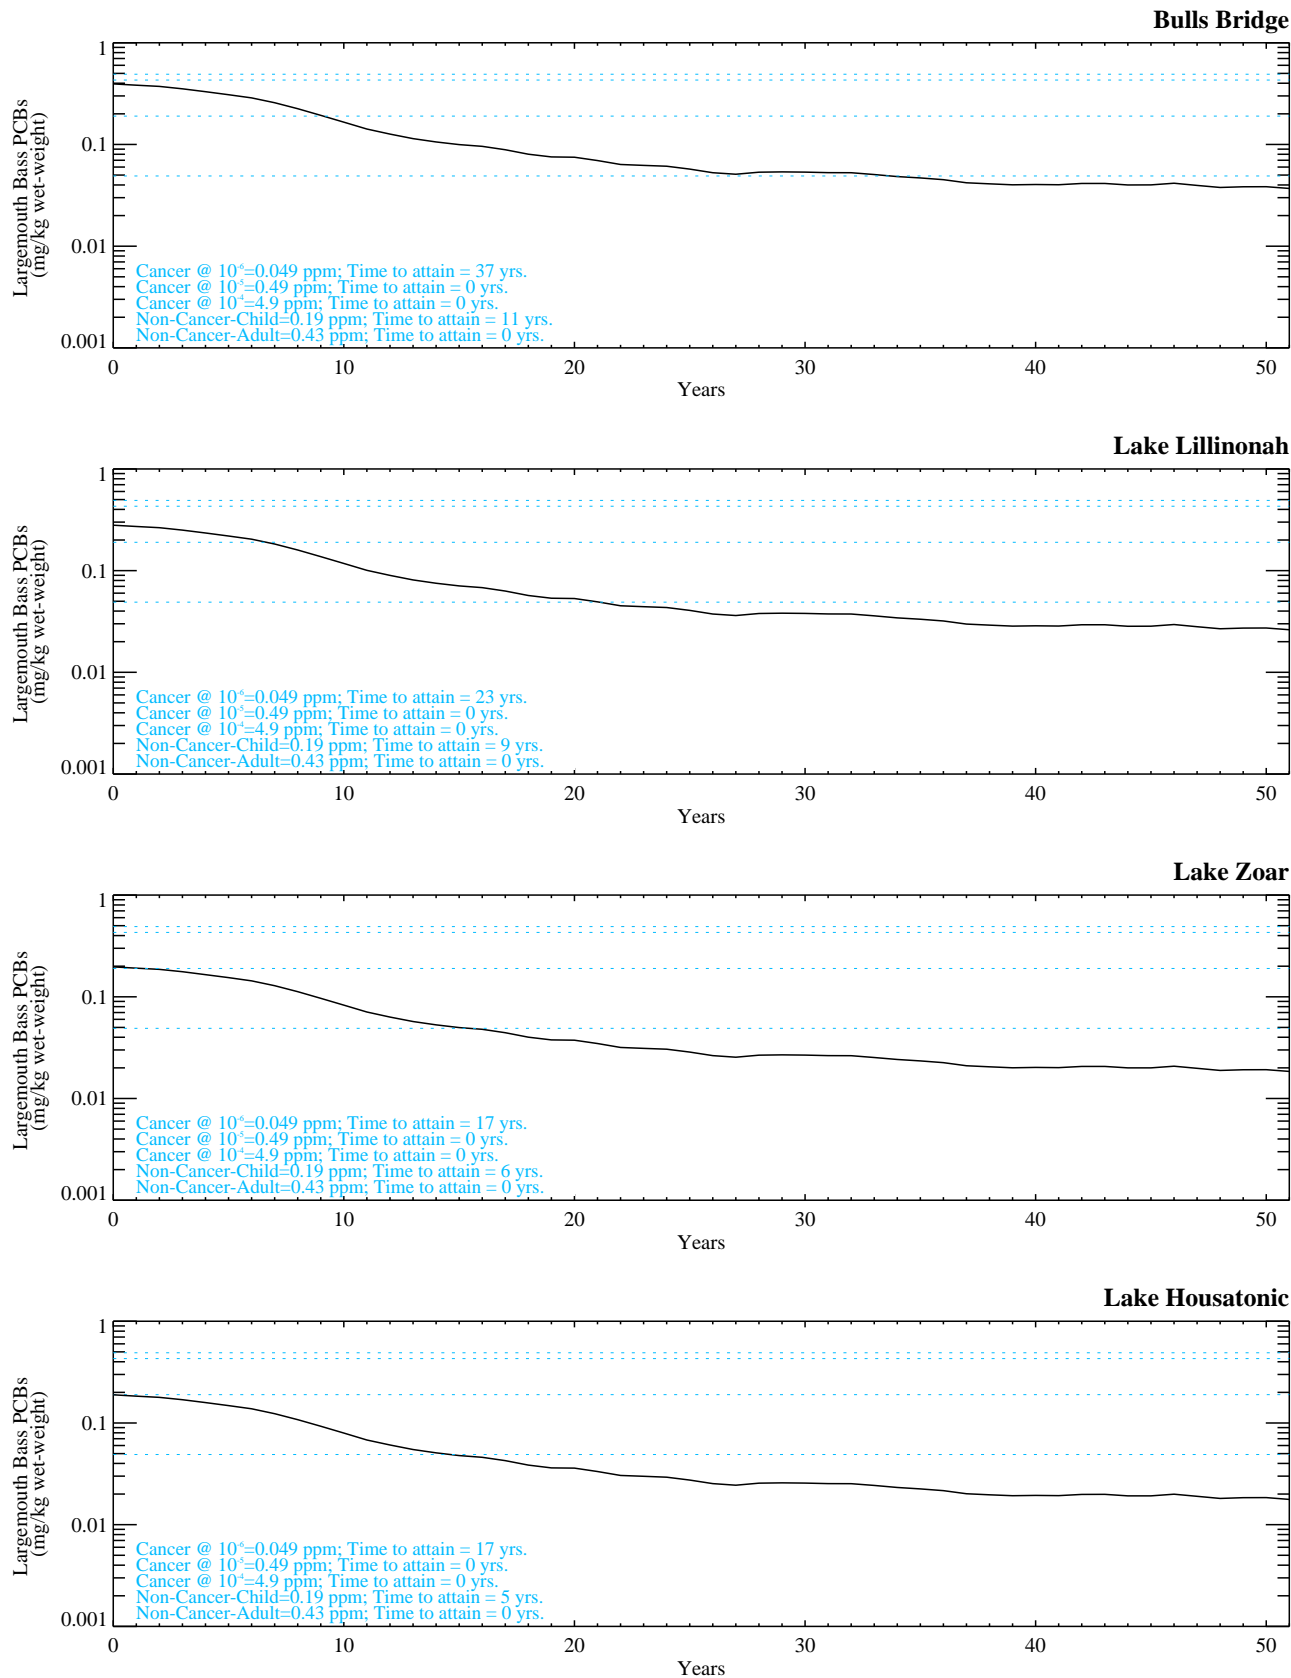 Bulls Bridge
Largemouth Bass PCBs
(mg/kg wet-weight)
1
0.1
0.01
0.001
Cancer @ 10⁻⁶=0.049 ppm; Time to attain = 37 yrs.
Cancer @ 10⁻⁵=0.49 ppm; Time to attain = 0 yrs.
Cancer @ 10⁻⁴=4.9 ppm; Time to attain = 0 yrs.
Non-Cancer-Child=0.19 ppm; Time to attain = 11 yrs.
Non-Cancer-Adult=0.43 ppm; Time to attain = 0 yrs.
0 10 20 30 40 50
Years
Lake Lillinonah
Largemouth Bass PCBs
(mg/kg wet-weight)
1
0.1
0.01
0.001
Cancer @ 10⁻⁶=0.049 ppm; Time to attain = 23 yrs.
Cancer @ 10⁻⁵=0.49 ppm; Time to attain = 0 yrs.
Cancer @ 10⁻⁴=4.9 ppm; Time to attain = 0 yrs.
Non-Cancer-Child=0.19 ppm; Time to attain = 9 yrs.
Non-Cancer-Adult=0.43 ppm; Time to attain = 0 yrs.
0 10 20 30 40 50
Years
Lake Zoar
Largemouth Bass PCBs
(mg/kg wet-weight)
1
0.1
0.01
0.001
Cancer @ 10⁻⁶=0.049 ppm; Time to attain = 17 yrs.
Cancer @ 10⁻⁵=0.49 ppm; Time to attain = 0 yrs.
Cancer @ 10⁻⁴=4.9 ppm; Time to attain = 0 yrs.
Non-Cancer-Child=0.19 ppm; Time to attain = 6 yrs.
Non-Cancer-Adult=0.43 ppm; Time to attain = 0 yrs.
0 10 20 30 40 50
Years
Lake Housatonic
Largemouth Bass PCBs
(mg/kg wet-weight)
1
0.1
0.01
0.001
Cancer @ 10⁻⁶=0.049 ppm; Time to attain = 17 yrs.
Cancer @ 10⁻⁵=0.49 ppm; Time to attain = 0 yrs.
Cancer @ 10⁻⁴=4.9 ppm; Time to attain = 0 yrs.
Non-Cancer-Child=0.19 ppm; Time to attain = 5 yrs.
Non-Cancer-Adult=0.43 ppm; Time to attain = 0 yrs.
0 10 20 30 40 50
Years